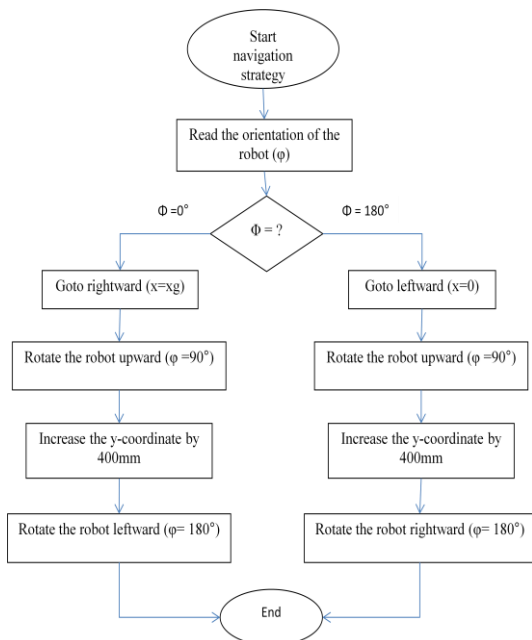 Start
navigation
strategy
Read the orientation of the
robot (φ)
Φ =0°
Φ = 180°
Φ = ?
Goto rightward (x=xg)
Goto leftward (x=0)
Rotate the robot upward (φ =90°)
Rotate the robot upward (φ =90°)
Increase the y-coordinate by
400mm
Increase the y-coordinate by
400mm
Rotate the robot leftward (φ= 180°)
Rotate the robot rightward (φ= 180°)
End